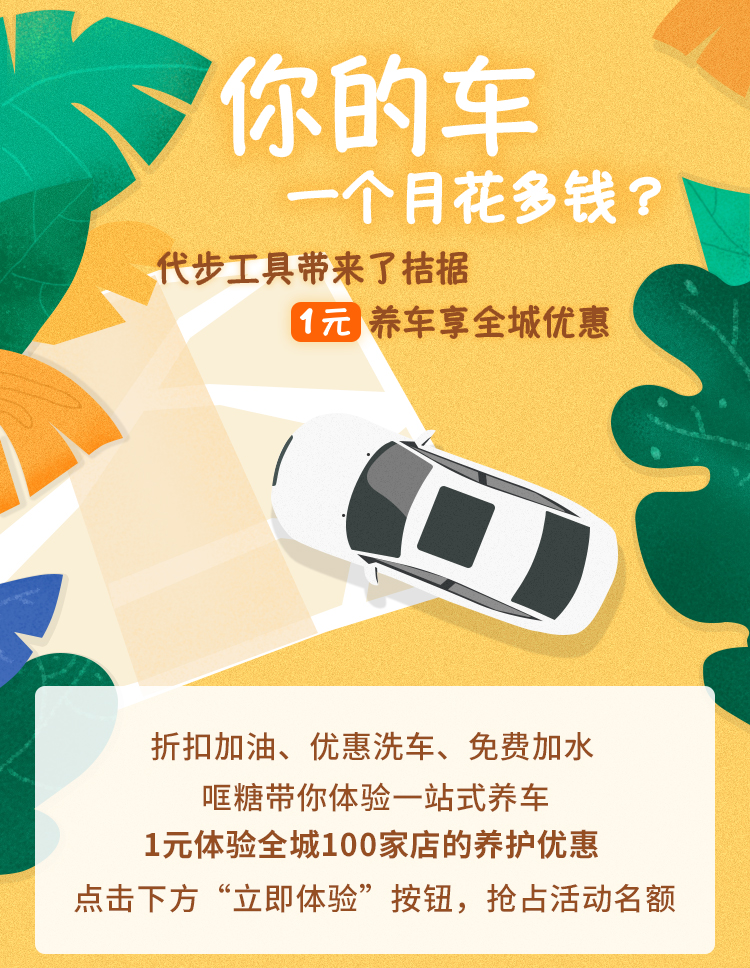 你的车
一个月花多钱？
代步工具带来了拮据
1元 养车享全城优惠
折扣加油、优惠洗车、免费加水
哐糖带你体验一站式养车
1元体验全城100家店的养护优惠
点击下方“立即体验”按钮，抢占活动名额